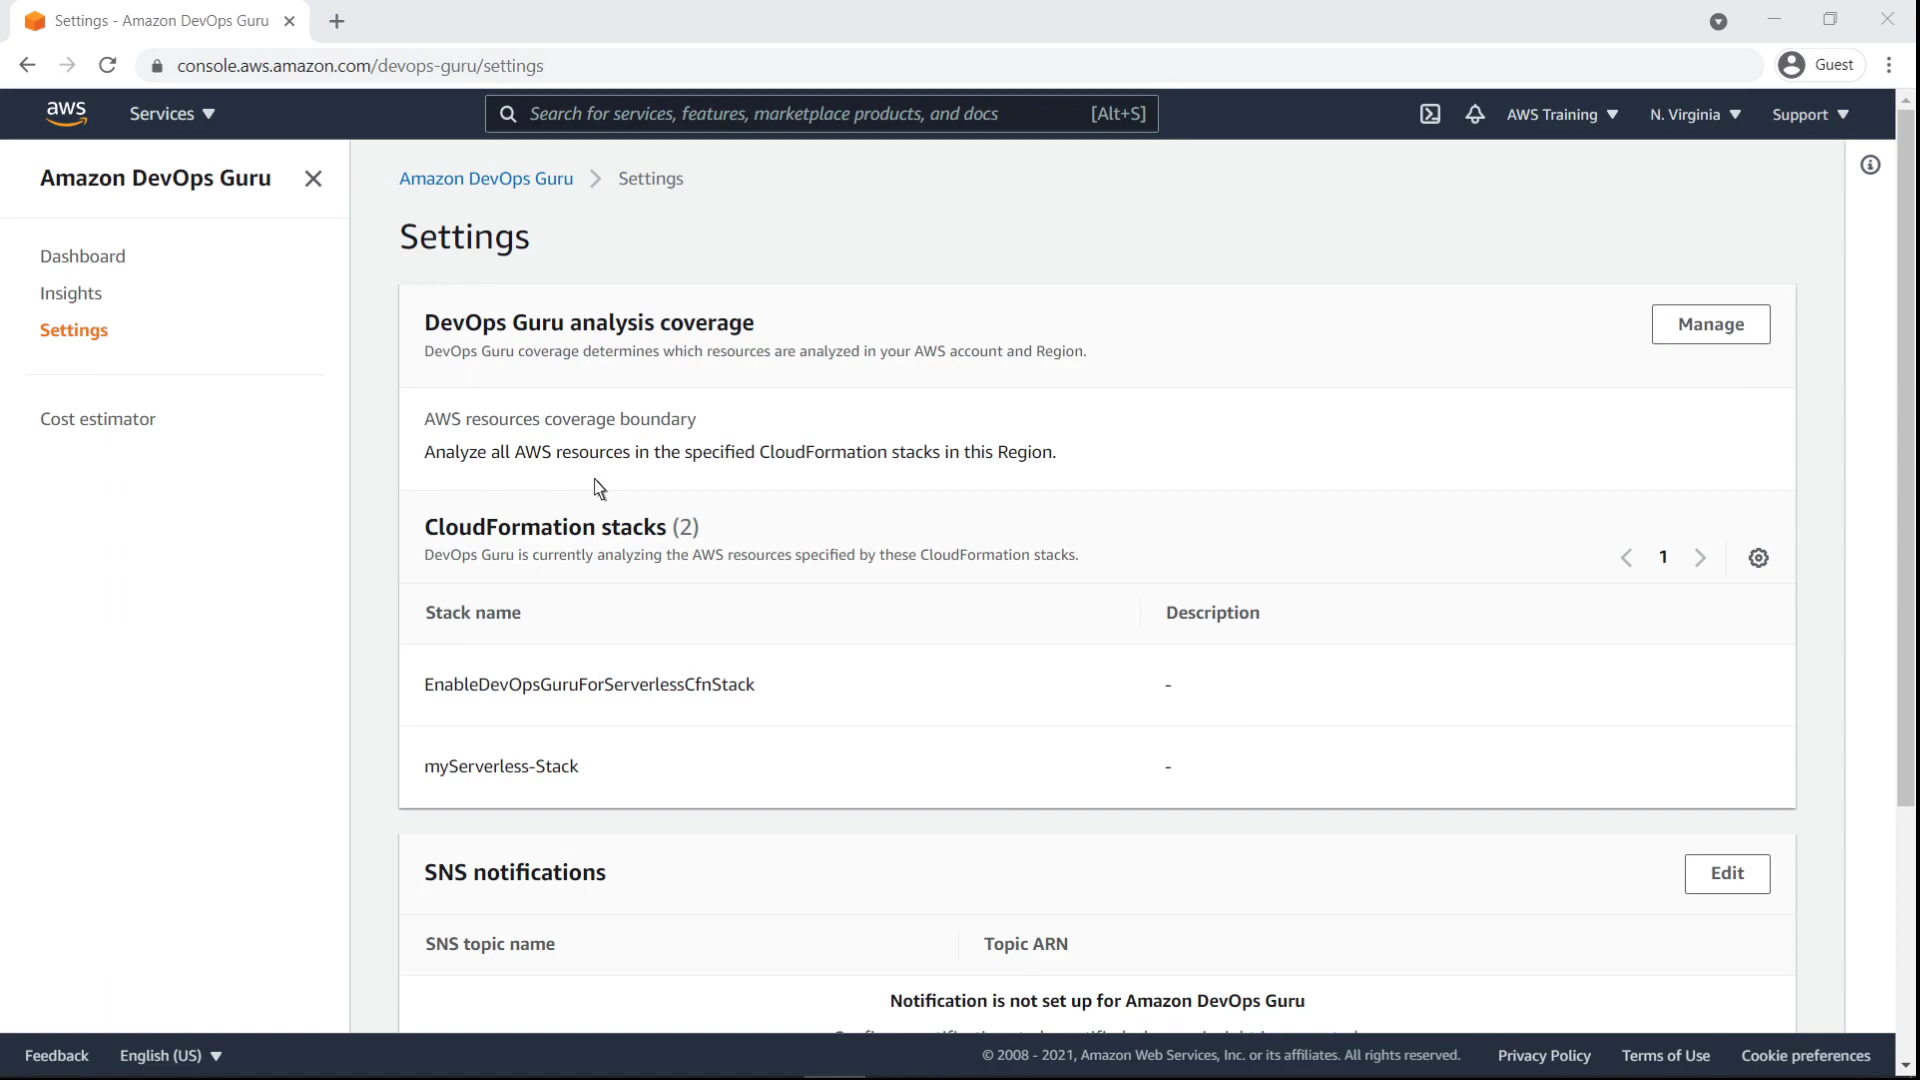 Settings - Amazon DevOps Guru
console.aws.amazon.com/devops-guru/settings
Guest
aws
Services
Search for services, features, marketplace products, and docs
[Alt+S]
AWS Training
N. Virginia
Support
Amazon DevOps Guru
Dashboard
Insights
Settings
Cost estimator
Amazon DevOps Guru
Settings
Settings
DevOps Guru analysis coverage
Manage
DevOps Guru coverage determines which resources are analyzed in your AWS account and Region.
AWS resources coverage boundary
Analyze all AWS resources in the specified CloudFormation stacks in this Region.
CloudFormation stacks (2)
DevOps Guru is currently analyzing the AWS resources specified by these CloudFormation stacks.
1
Stack name
Description
EnableDevOpsGuruForServerlessCfnStack
-
myServerless-Stack
-
SNS notifications
Edit
SNS topic name
Topic ARN
Notification is not set up for Amazon DevOps Guru
Feedback
English (US)
© 2008 - 2021, Amazon Web Services, Inc. or its affiliates. All rights reserved.
Privacy Policy
Terms of Use
Cookie preferences